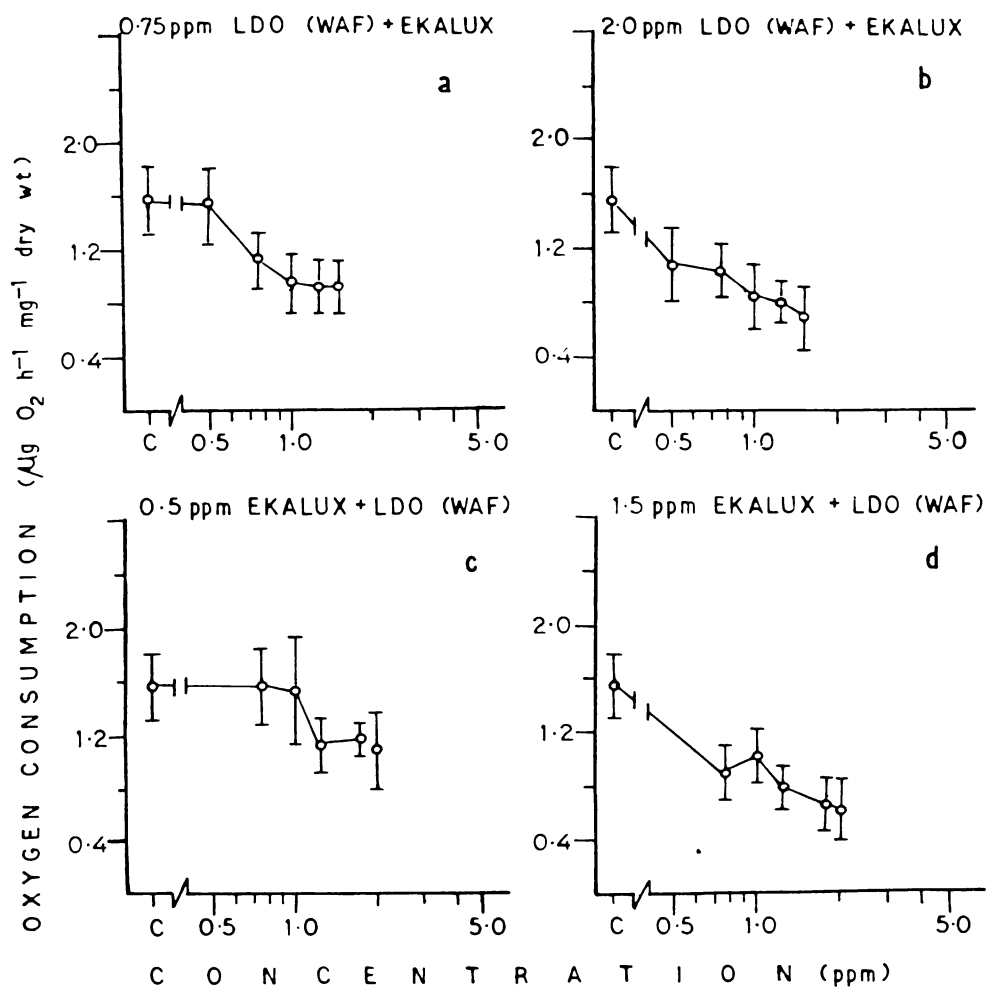 0·75 ppm LDO (WAF) + EKALUX
a
2·0
1·2
0·4
C 0·5 1·0 5·0
2·0 ppm LDO (WAF) + EKALUX
b
2·0
1·2
0·4
C 0·5 1·0 5·0
0·5 ppm EKALUX + LDO (WAF)
c
2·0
1·2
0·4
C 0·5 1·0 5·0
1·5 ppm EKALUX + LDO (WAF)
d
2·0
1·2
0·4
C 0·5 1·0 5·0
OXYGEN CONSUMPTION (µg O₂ h⁻¹ mg⁻¹ dry wt)
CONCENTRATION (ppm)